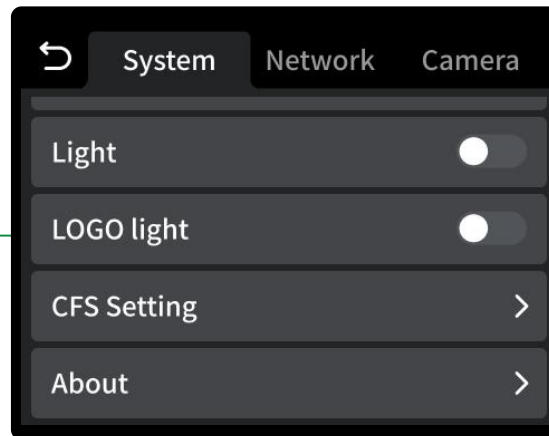 System Network Camera
Light
LOGO light
CFS Setting
About